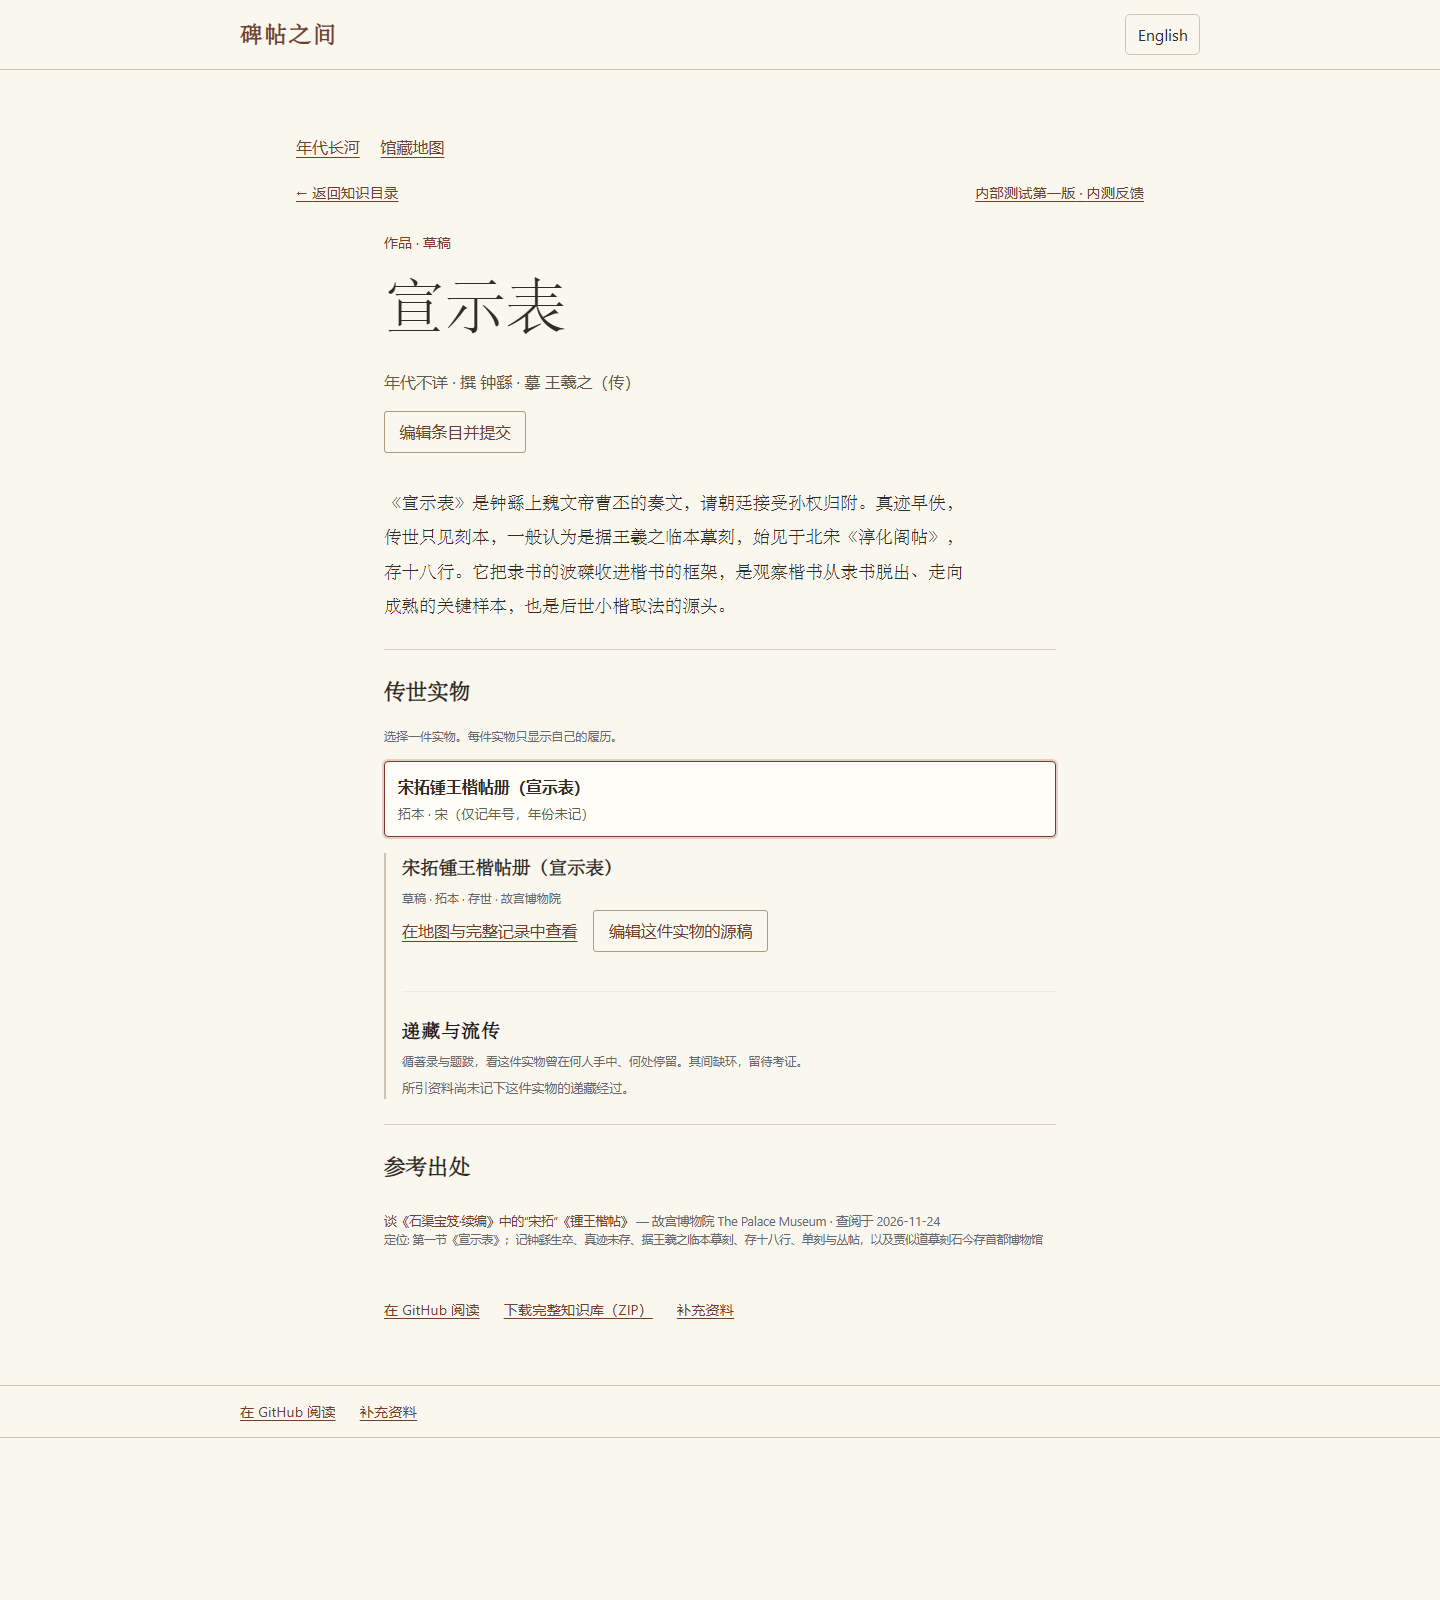 碑帖之间
English
年代长河 馆藏地图
← 返回知识目录
内部测试第一版 · 内测反馈
作品 · 草稿
宣示表
年代不详 · 撰 钟繇 · 摹 王羲之（传）
编辑条目并提交
《宣示表》是钟繇上魏文帝曹丕的奏文，请朝廷接受孙权归附。真迹早佚，
传世只见刻本，一般认为是据王羲之临本摹刻，始见于北宋《淳化阁帖》，
存十八行。它把隶书的波磔收进楷书的框架，是观察楷书从隶书脱出、走向
成熟的关键样本，也是后世小楷取法的源头。
传世实物
选择一件实物。每件实物只显示自己的履历。
宋拓锺王楷帖册（宣示表）
拓本 · 宋（仅记年号，年份未记）
宋拓锺王楷帖册（宣示表）
草稿 · 拓本 · 存世 · 故宫博物院
在地图与完整记录中查看 编辑这件实物的源稿
递藏与流传
循著录与题跋，看这件实物曾在何人手中、何处停留。其间缺环，留待考证。
所引资料尚未记下这件实物的递藏经过。
参考出处
谈《石渠宝笈·续编》中的“宋拓”《锺王楷帖》 — 故宫博物院 The Palace Museum · 查阅于 2026-11-24
定位: 第一节《宣示表》；记钟繇生卒、真迹未存、据王羲之临本摹刻、存十八行、单刻与丛帖，以及贾似道摹刻石今存首都博物馆
在 GitHub 阅读 下载完整知识库（ZIP） 补充资料
在 GitHub 阅读 补充资料